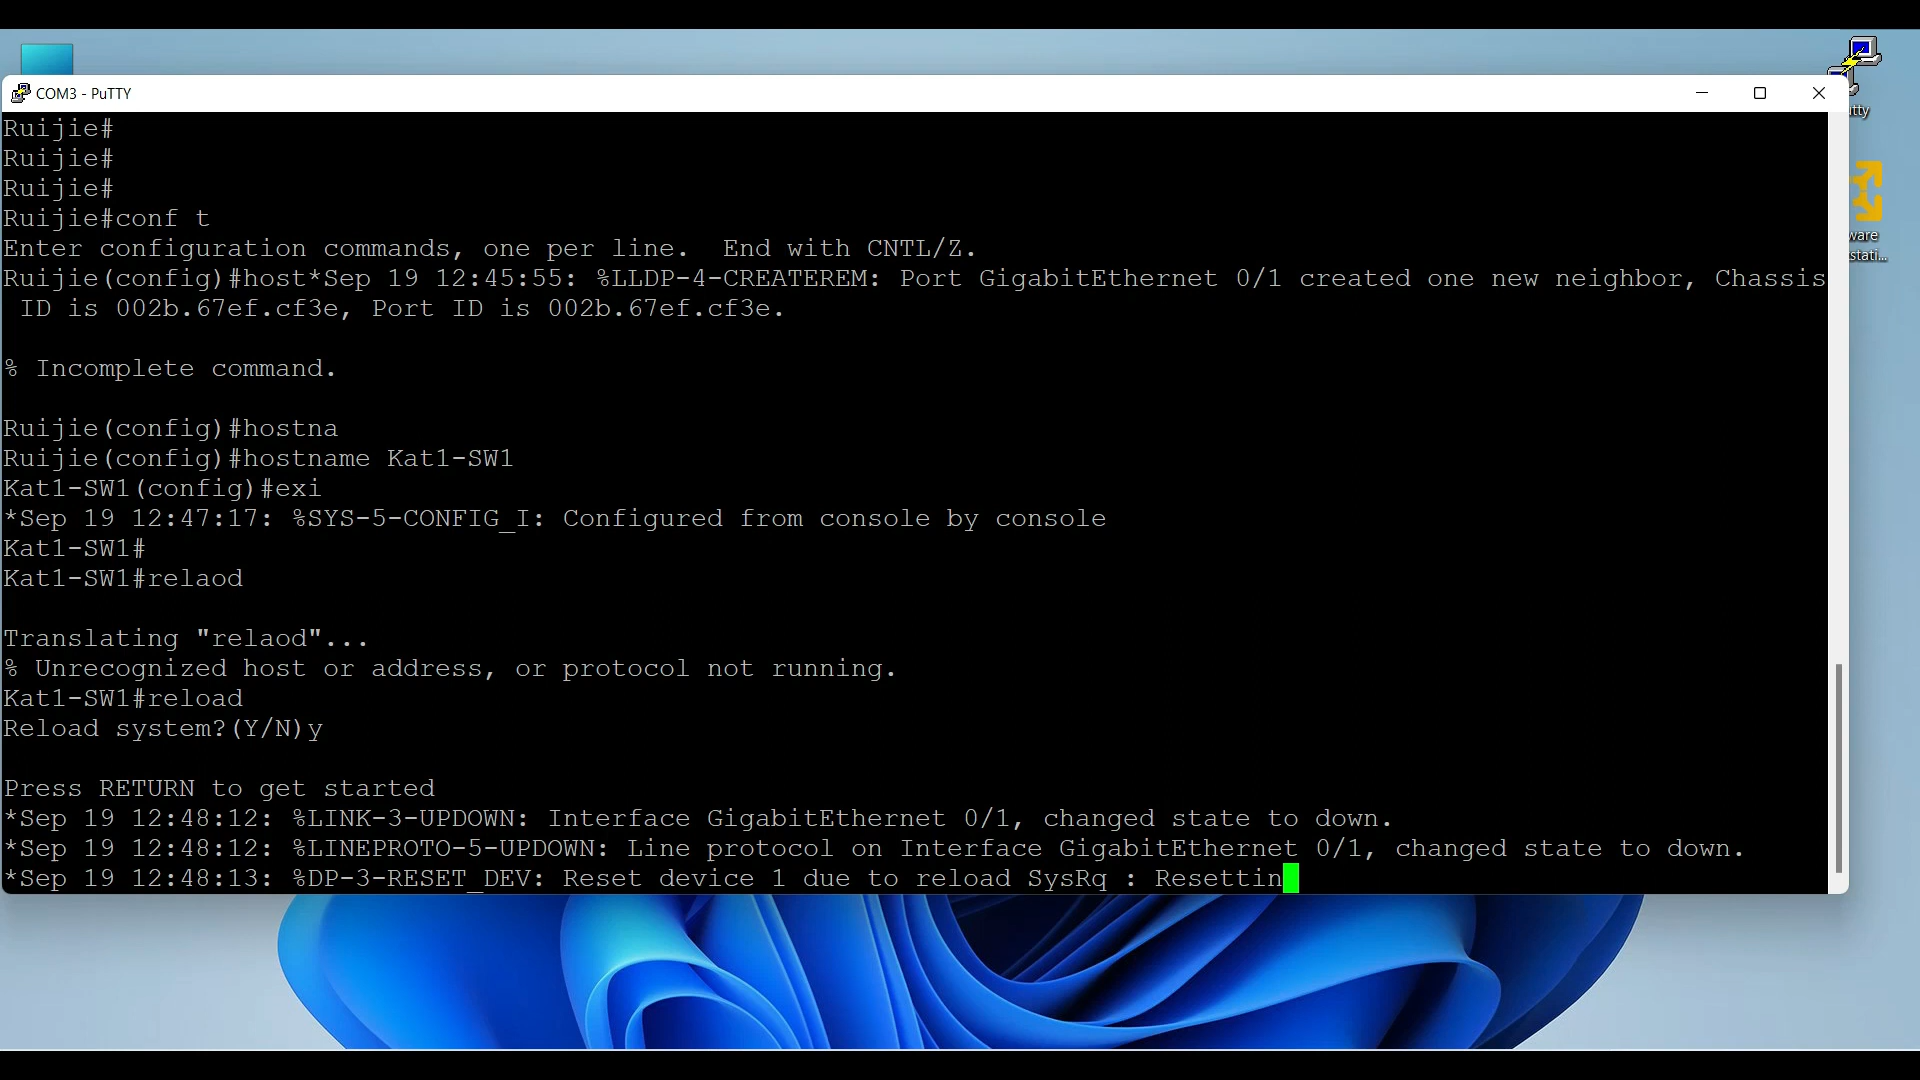 COM3 - PuTTY
Ruijie#
Ruijie#
Ruijie#
Ruijie#conf t
Enter configuration commands, one per line.  End with CNTL/Z.
Ruijie(config)#host*Sep 19 12:45:55: %LLDP-4-CREATEREM: Port GigabitEthernet 0/1 created one new neighbor, Chassis
ID is 002b.67ef.cf3e, Port ID is 002b.67ef.cf3e.
% Incomplete command.
Ruijie(config)#hostna
Ruijie(config)#hostname Kat1-SW1
Kat1-SW1(config)#exi
*Sep 19 12:47:17: %SYS-5-CONFIG_I: Configured from console by console
Kat1-SW1#
Kat1-SW1#relaod
Translating "relaod"...
% Unrecognized host or address, or protocol not running.
Kat1-SW1#reload
Reload system?(Y/N)y
Press RETURN to get started
*Sep 19 12:48:12: %LINK-3-UPDOWN: Interface GigabitEthernet 0/1, changed state to down.
*Sep 19 12:48:12: %LINEPROTO-5-UPDOWN: Line protocol on Interface GigabitEthernet 0/1, changed state to down.
*Sep 19 12:48:13: %DP-3-RESET_DEV: Reset device 1 due to reload SysRq : Resettin
tty
ware
stati...